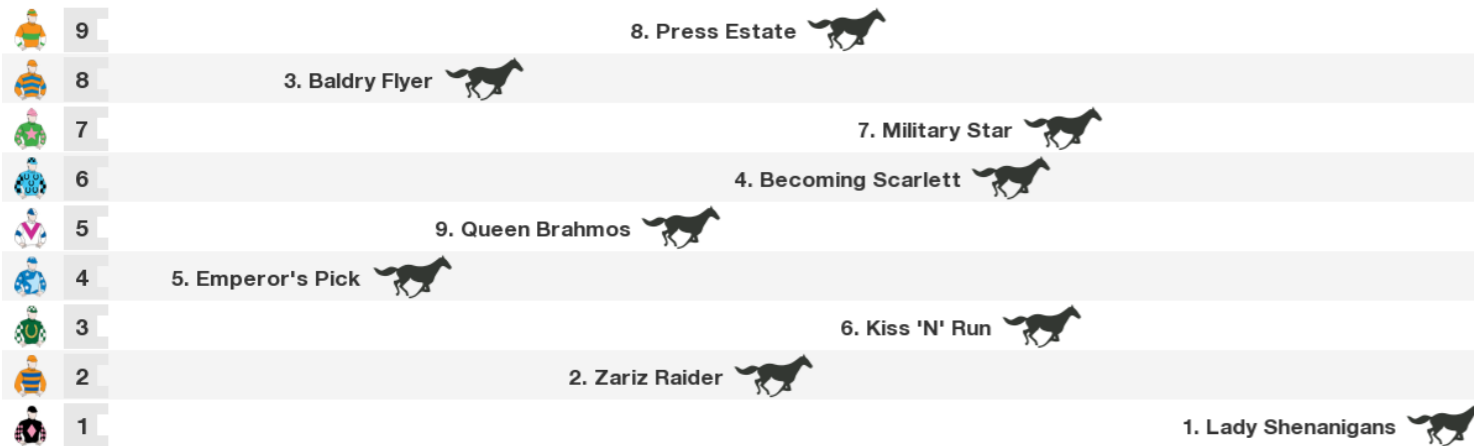 9 8. Press Estate
8 3. Baldry Flyer
7 7. Military Star
6 4. Becoming Scarlett
5 9. Queen Brahmos
4 5. Emperor's Pick
3 6. Kiss 'N' Run
2 2. Zariz Raider
1 1. Lady Shenanigans